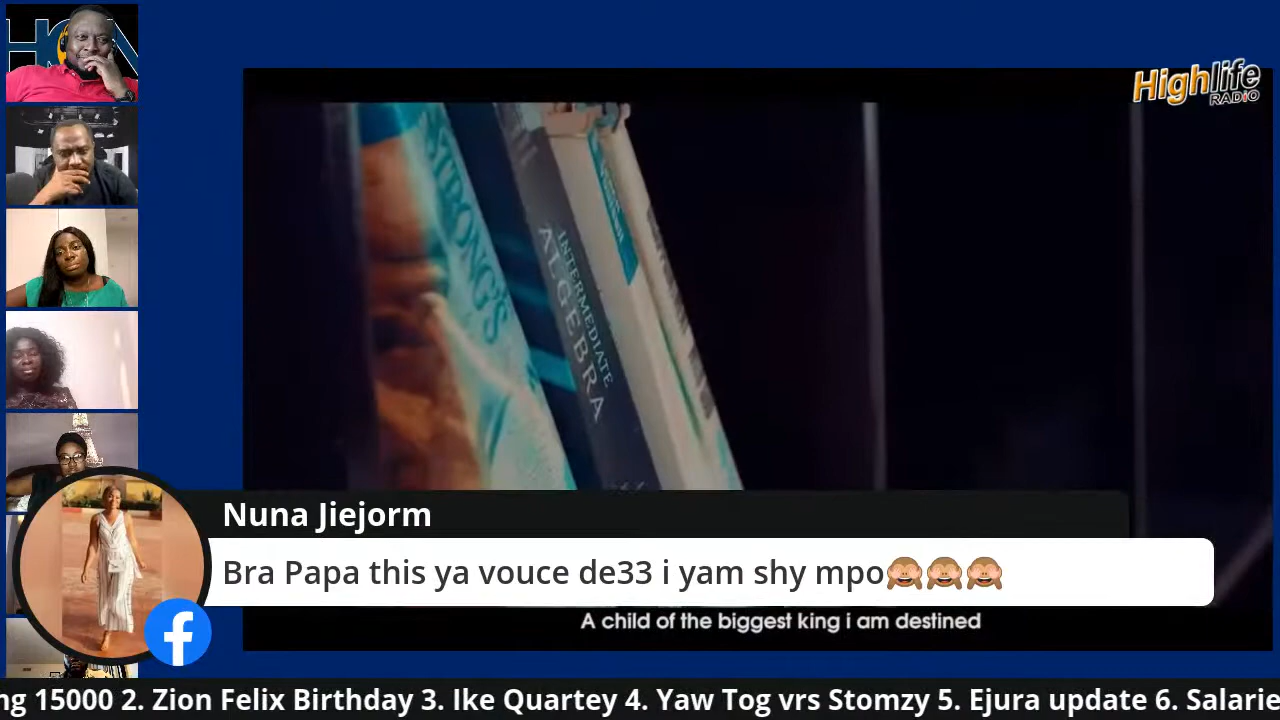 Highlife
RADIO
STRONG'S
INTERMEDIATE
ALGEBRA
Nuna Jiejorm
Bra Papa this ya vouce de33 i yam shy mpo🙈🙈🙈
A child of the biggest king i am destined
ng 15000 2. Zion Felix Birthday 3. Ike Quartey 4. Yaw Tog vrs Stomzy 5. Ejura update 6. Salarie